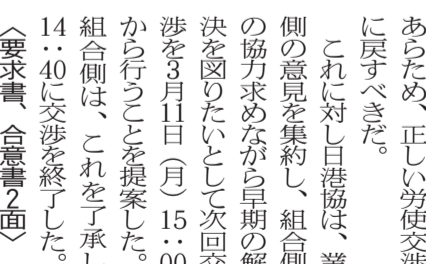 あらため、正しい労使交渉
に戻すべきだ。
これに対し日港協は、業
側の意見を集約し、組合側
の協力求めながら早期の解
決を図りたいとして次回交
渉を3月11日（月）15：00
から行うことを提案した。
組合側は、これを了承し
14：40に交渉を終了した。
〈要求書、合意書2面〉